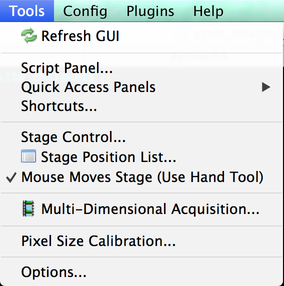 Tools Config Plugins Help
Refresh GUI
Script Panel...
Quick Access Panels
Shortcuts...
Stage Control...
Stage Position List...
Mouse Moves Stage (Use Hand Tool)
Multi-Dimensional Acquisition...
Pixel Size Calibration...
Options...